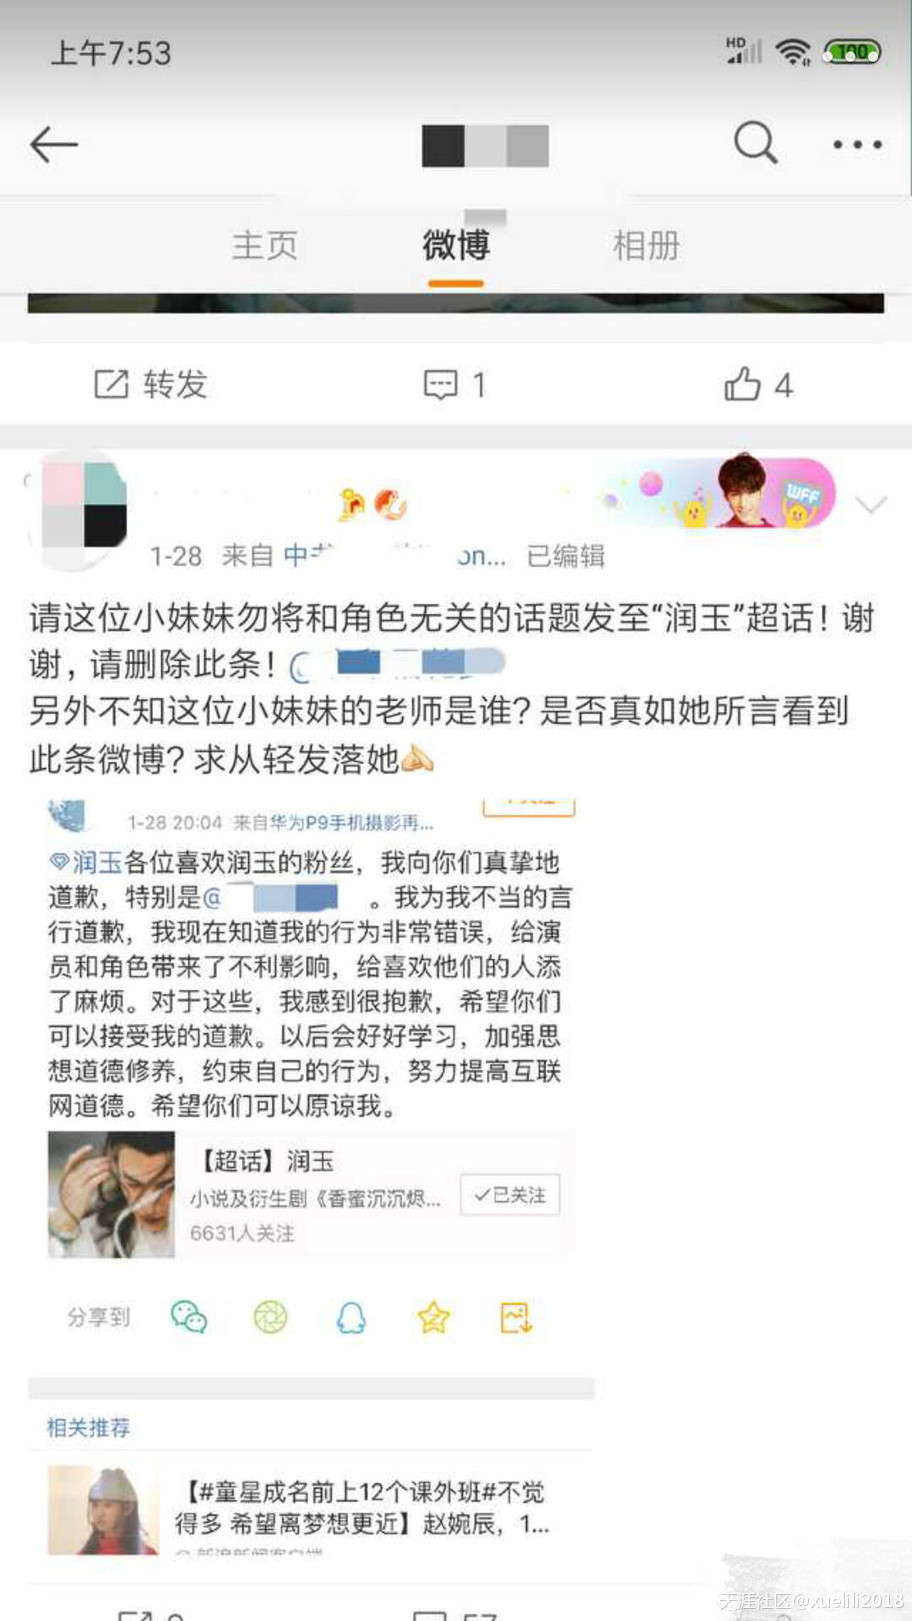 上午7:53
HD
100
主页 微博 相册
转发 1 4
WFF
1-28 来自 中 on... 已编辑
请这位小妹妹勿将和角色无关的话题发至“润玉”超话！谢
谢，请删除此条！@
另外不知这位小妹妹的老师是谁？是否真如她所言看到
此条微博？求从轻发落她
1-28 20:04 来自华为P9手机摄影再...
润玉各位喜欢润玉的粉丝，我向你们真挚地
道歉，特别是@ 。我为我不当的言
行道歉，我现在知道我的行为非常错误，给演
员和角色带来了不利影响，给喜欢他们的人添
了麻烦。对于这些，我感到很抱歉，希望你们
可以接受我的道歉。以后会好好学习，加强思
想道德修养，约束自己的行为，努力提高互联
网道德。希望你们可以原谅我。
【超话】润玉
小说及衍生剧《香蜜沉沉烬...
✓已关注
6631人关注
分享到
相关推荐
【#童星成名前上12个课外班#不觉
得多 希望离梦想更近】赵婉辰，1...
天涯社区@xuelili2018